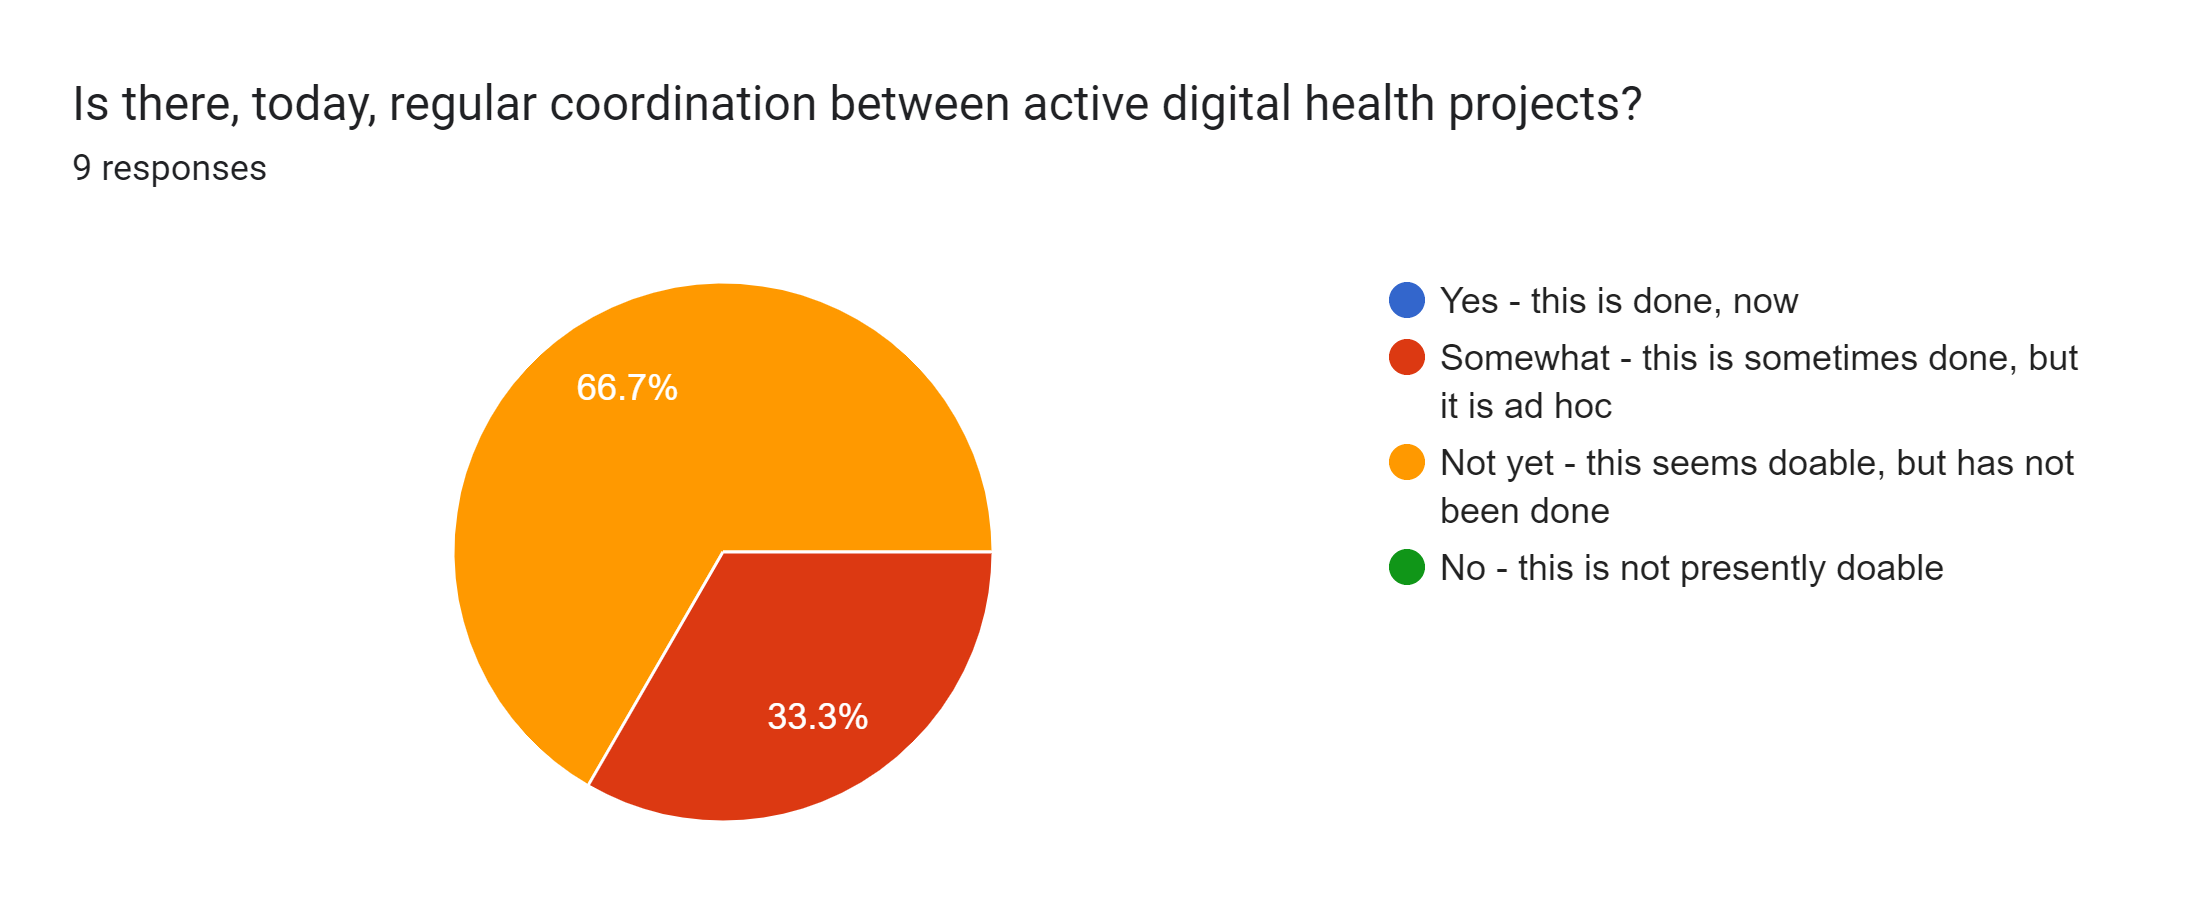 Is there, today, regular coordination between active digital health projects?
9 responses
66.7%
33.3%
Yes - this is done, now
Somewhat - this is sometimes done, but
it is ad hoc
Not yet - this seems doable, but has not
been done
No - this is not presently doable